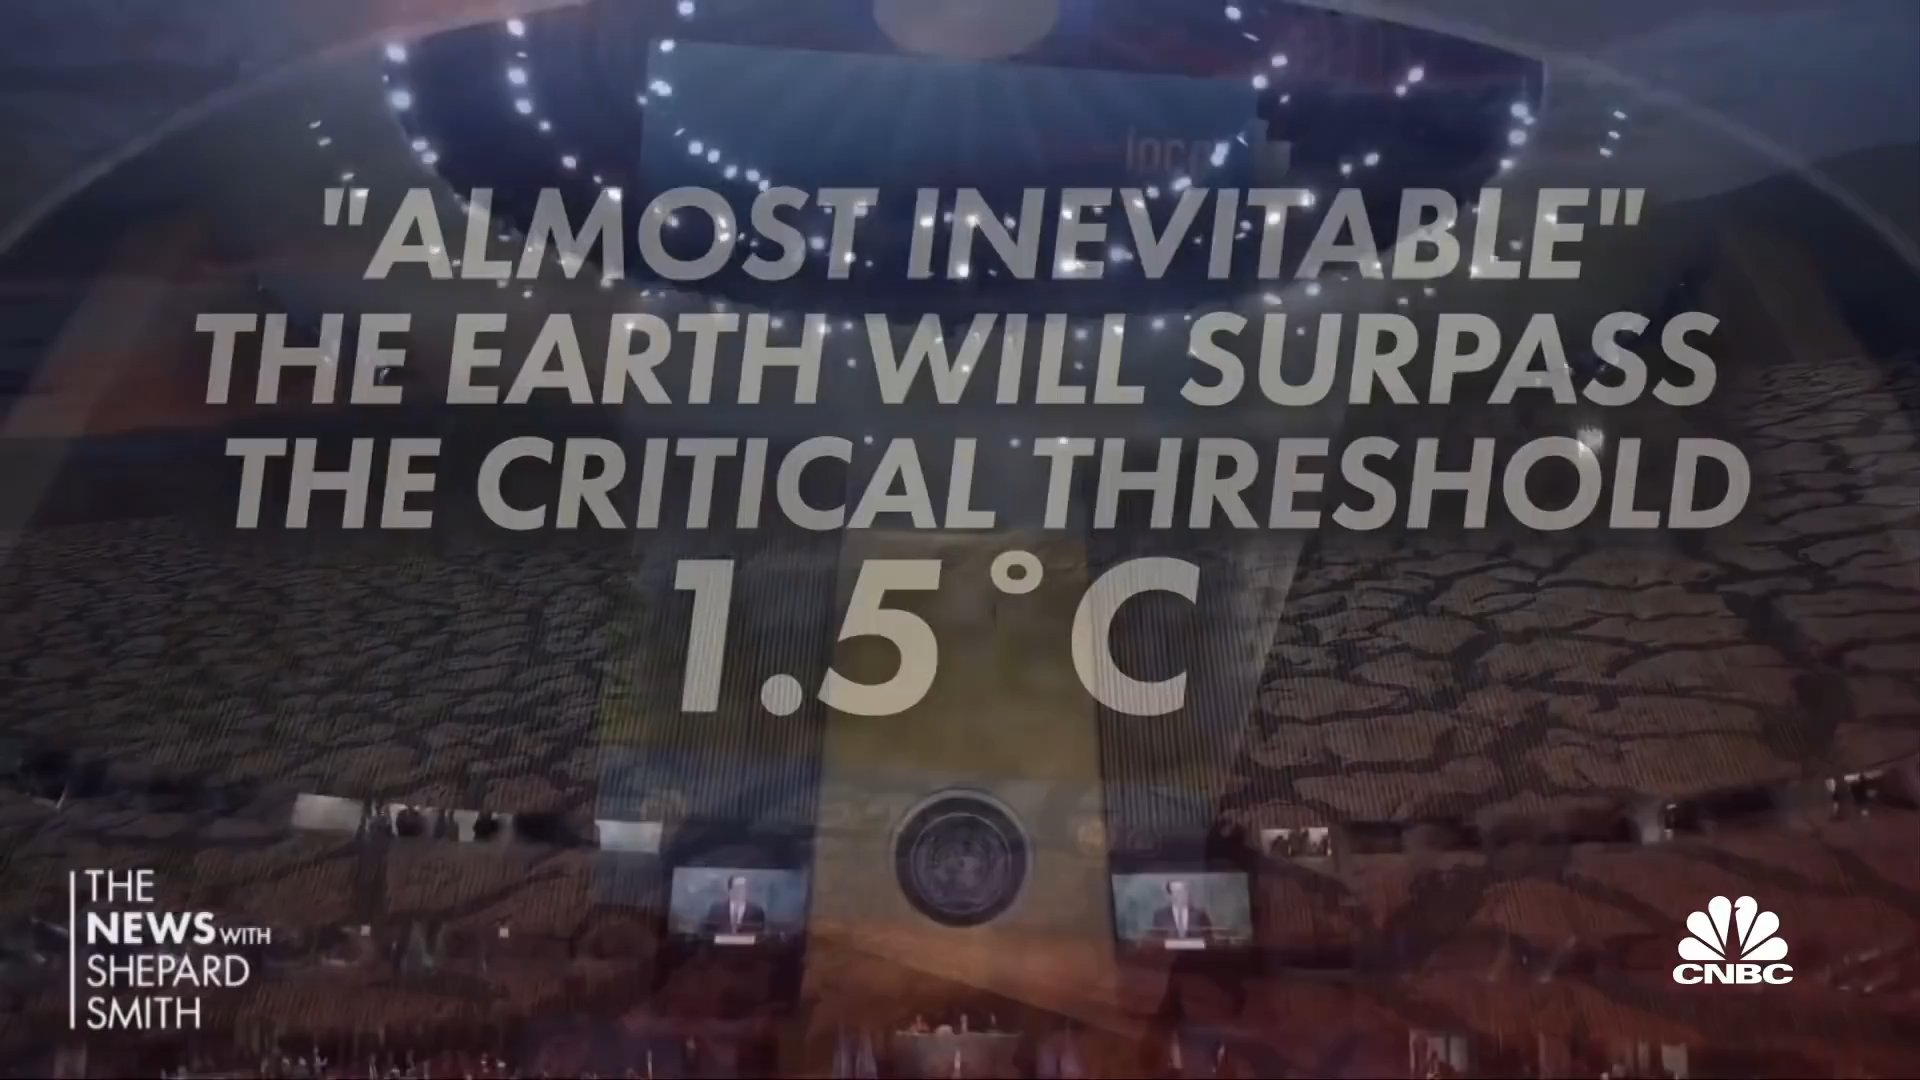 "ALMOST INEVITABLE"
THE EARTH WILL SURPASS
THE CRITICAL THRESHOLD
1.5°C
THE
NEWS WITH
SHEPARD
SMITH
CNBC